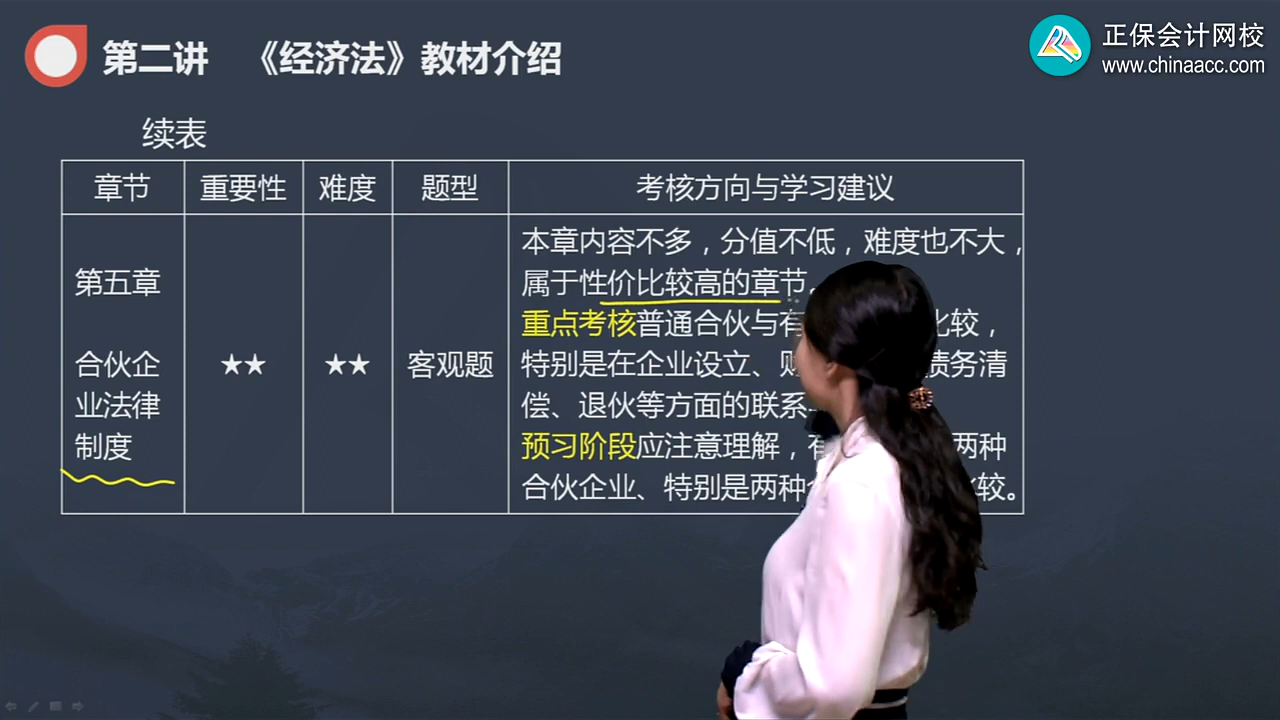 第二讲 《经济法》教材介绍
正保会计网校
www.chinaacc.com
续表
章节 重要性 难度 题型 考核方向与学习建议
第五章
合伙企
业法律
制度
★★
★★
客观题
本章内容不多，分值不低，难度也不大，
属于性价比较高的章节。
重点考核普通合伙与有 比较，
特别是在企业设立、财 债务清
偿、退伙等方面的联系
预习阶段应注意理解，有 两种
合伙企业、特别是两种 比较。